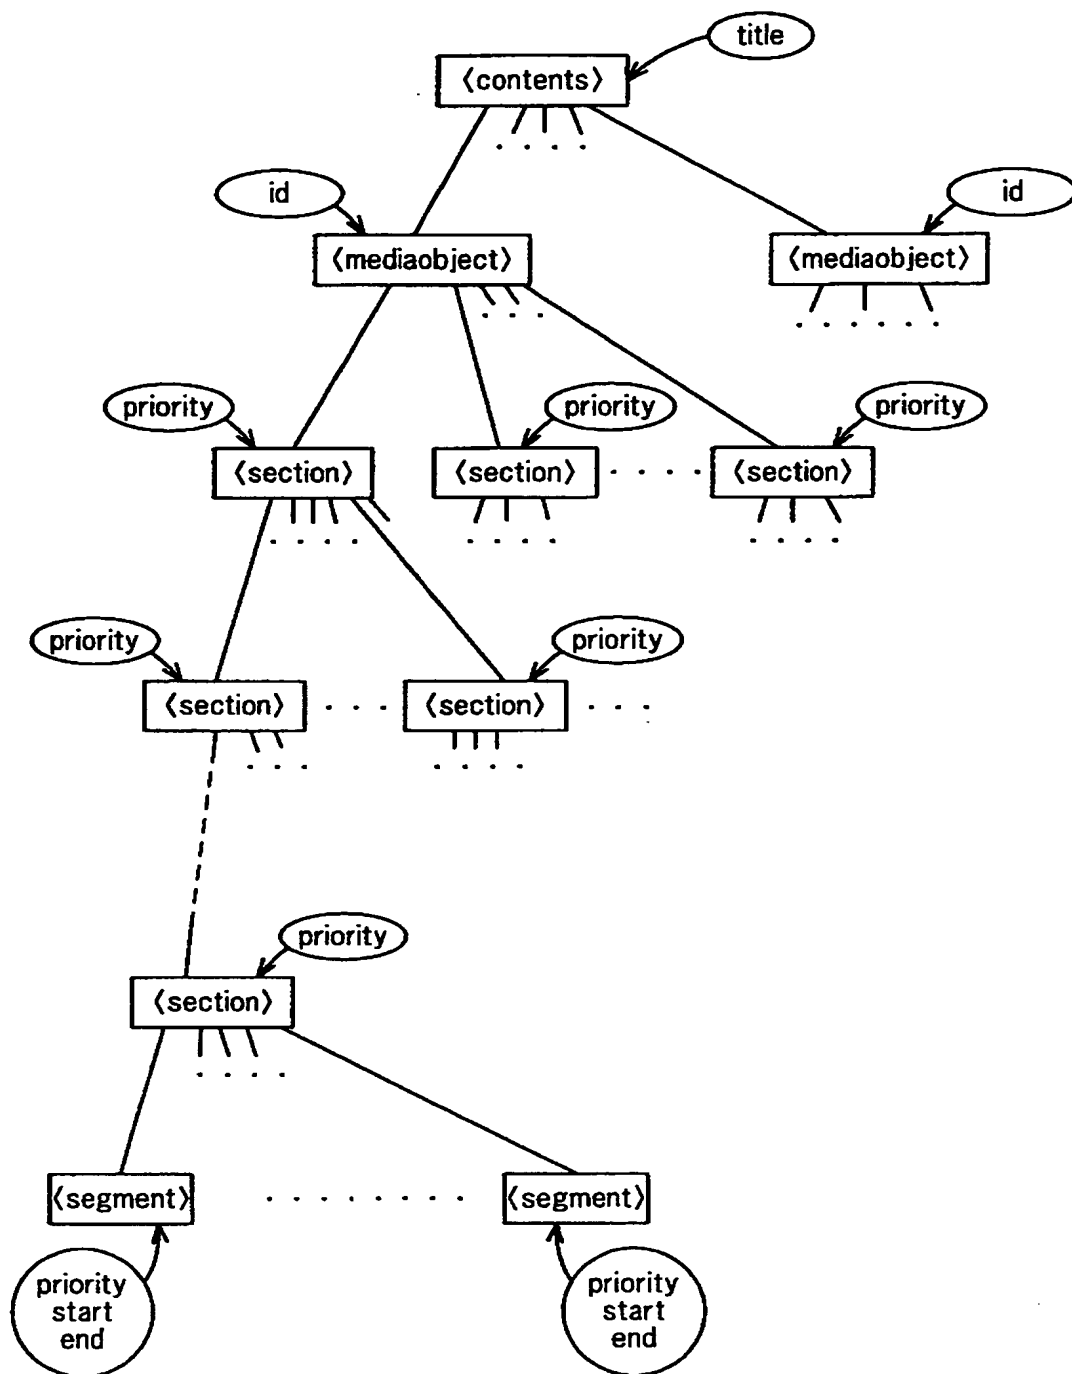 title
〈contents〉
id
id
〈mediaobject〉
〈mediaobject〉
priority
priority
priority
〈section〉
〈section〉
〈section〉
priority
priority
〈section〉
〈section〉
priority
〈section〉
〈segment〉
〈segment〉
priority
start
end
priority
start
end